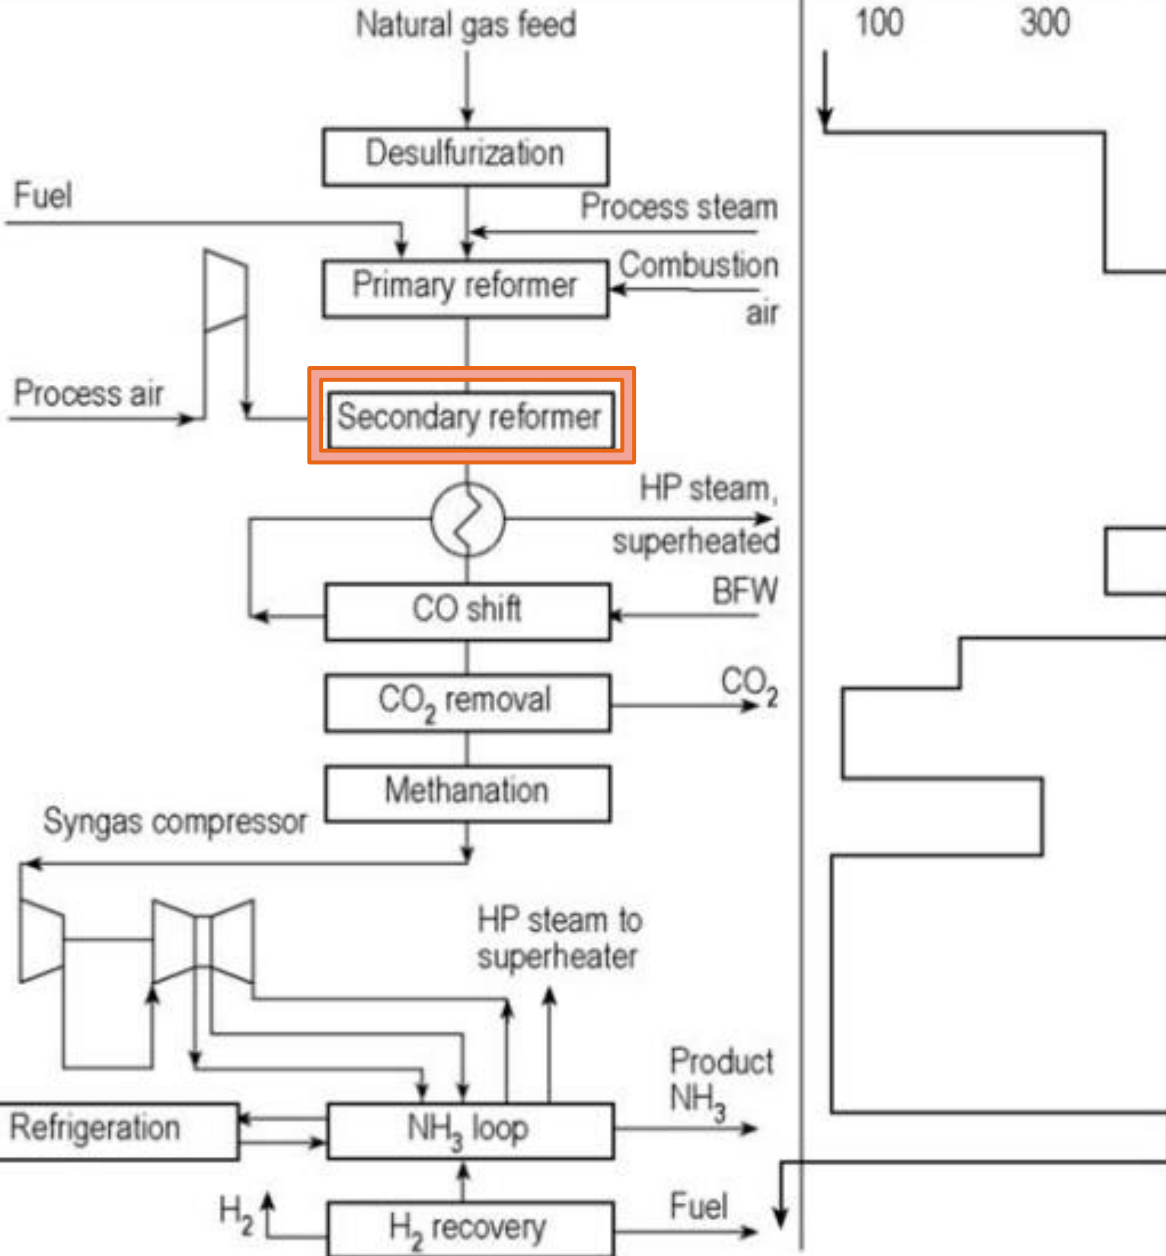 Natural gas feed
100 300
Desulfurization
Fuel
Process steam
Primary reformer
Combustion
air
Process air
Secondary reformer
HP steam,
superheated
BFW
CO shift
CO₂ removal
CO₂
Methanation
Syngas compressor
HP steam to
superheater
Product
NH₃
Refrigeration
NH₃ loop
H₂
H₂ recovery
Fuel